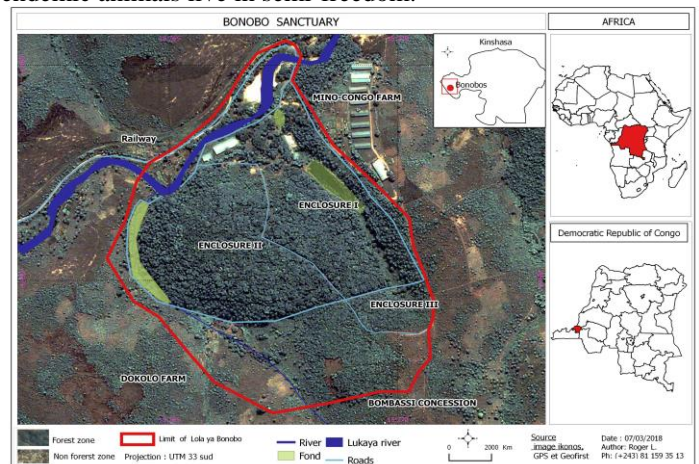 endemic animals live in semi-freedom.
BONOBO SANCTUARY
AFRICA
Kinshasa
Bonobos
MINO-CONGO FARM
Railway
ENCLOSURE I
ENCLOSURE II
ENCLOSURE III
Democratic Republic of Congo
DOKOLO FARM
BOMBASSI CONCESSION
Forest zone
Limit of Lola ya Bonobo
River
Lukaya river
Non forerst zone
Projection : UTM 33 sud
Fond
Roads
0 2000 Km
Source
image ikonos,
GPS et Geofirst
Date : 07/03/2018
Author: Roger L.
Ph: (+243) 81 159 35 13